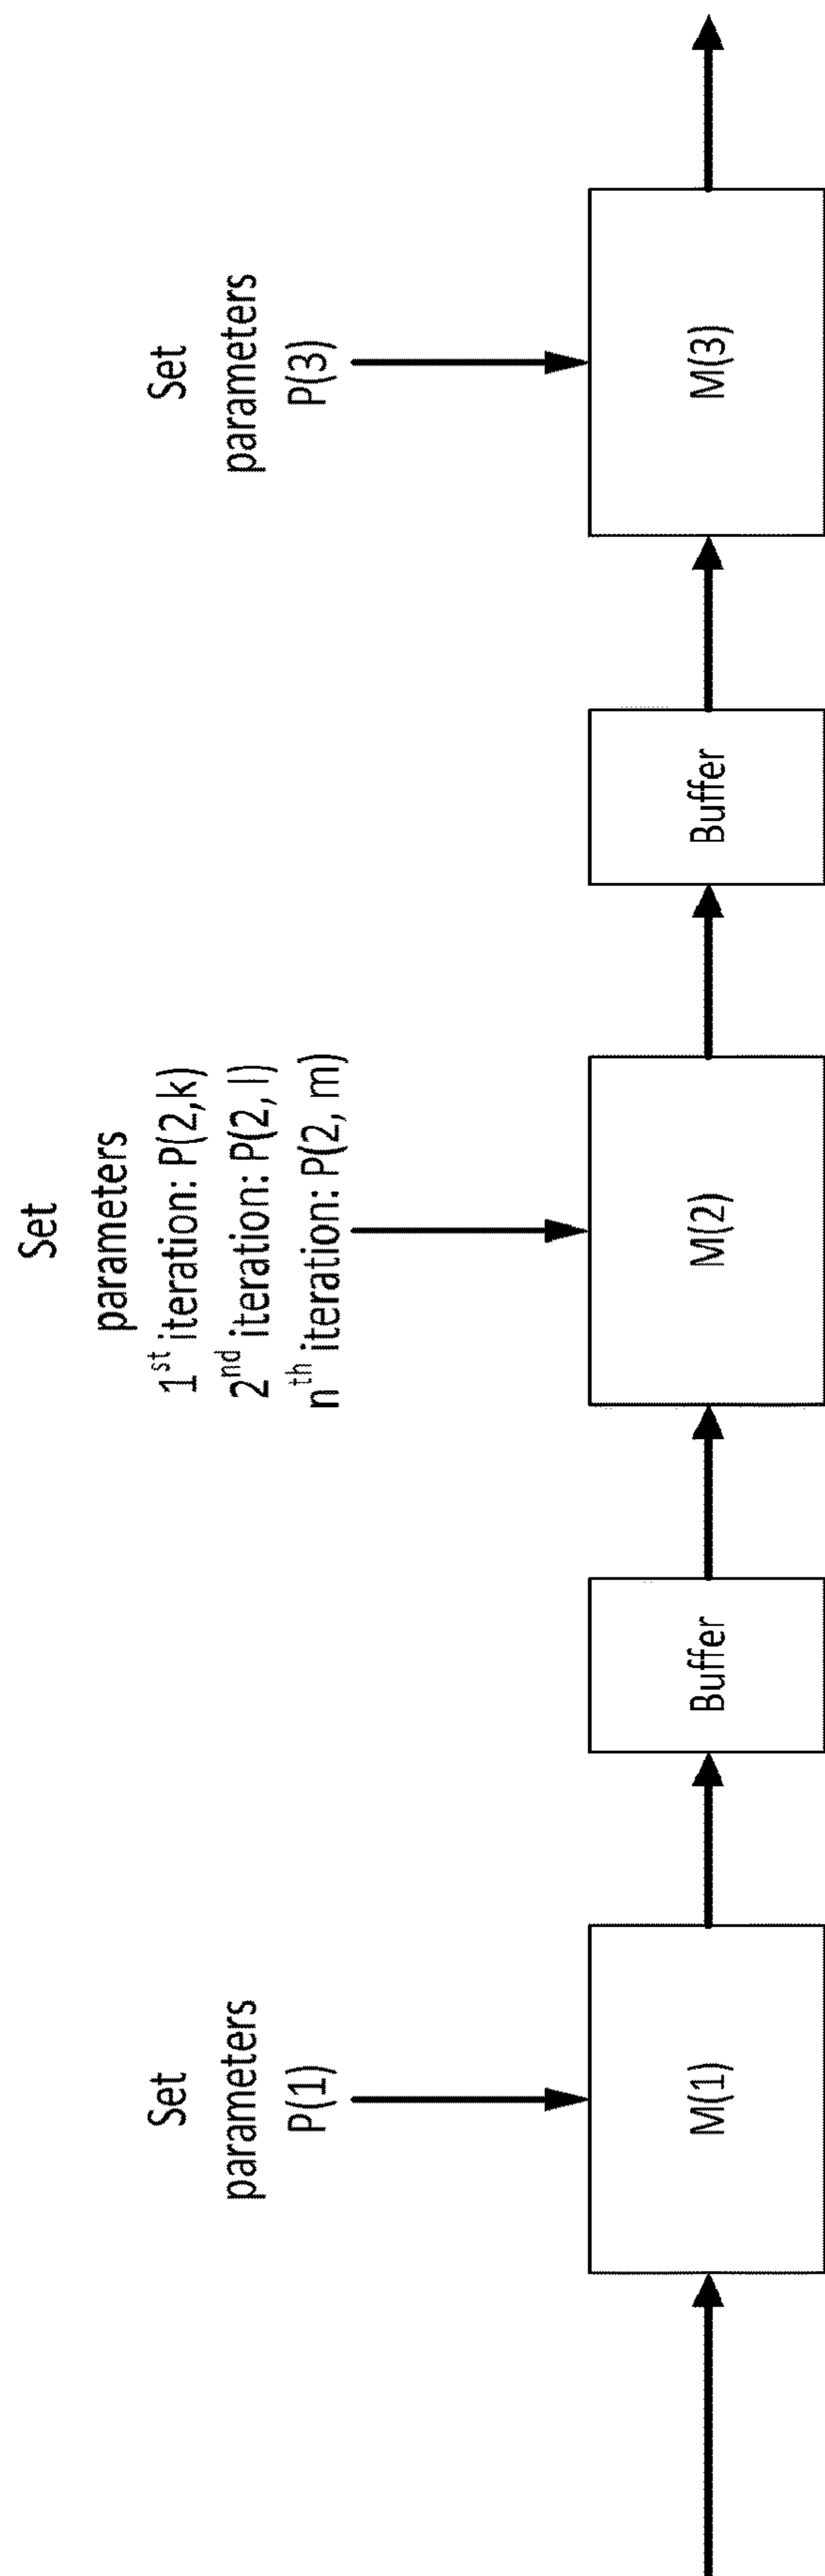 Set
parameters
P(1)
Set
parameters
1st iteration: P(2,k)
2nd iteration: P(2, l)
nth iteration: P(2, m)
Set
parameters
P(3)
M(1)
Buffer
M(2)
Buffer
M(3)